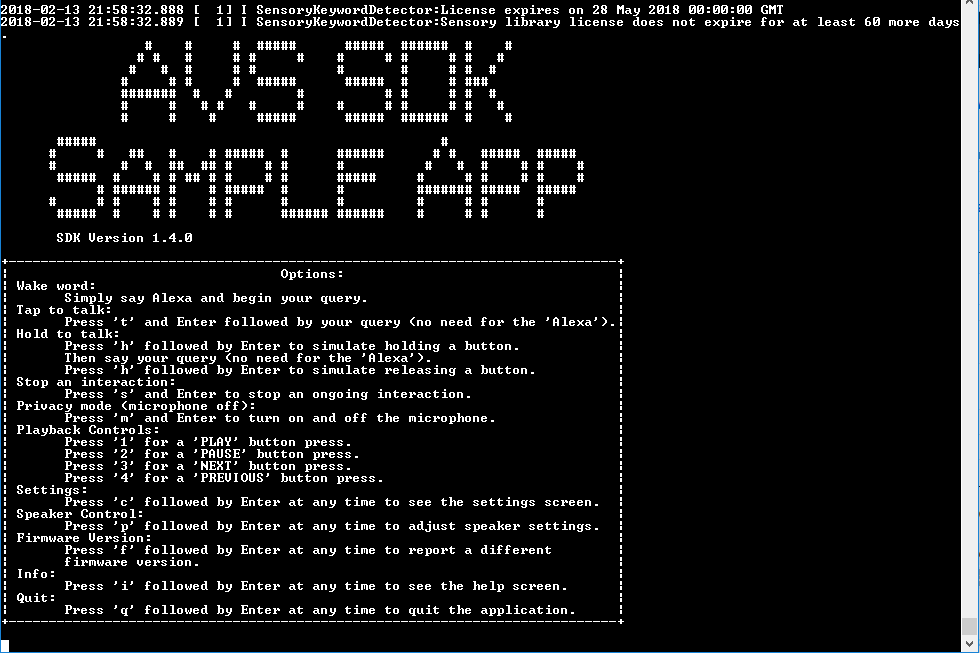 2018-02-13 21:58:32.888 [  1] I SensoryKeywordDetector:License expires on 28 May 2018 00:00:00 GMT
2018-02-13 21:58:32.889 [  1] I SensoryKeywordDetector:Sensory library license does not expire for at least 60 more days
.
AVS SDK
SAMPLE APP
SDK Version 1.4.0
Options:
Wake word:
Simply say Alexa and begin your query.
Tap to talk:
Press 't' and Enter followed by your query (no need for the 'Alexa').
Hold to talk:
Press 'h' followed by Enter to simulate holding a button.
Then say your query (no need for the 'Alexa').
Press 'h' followed by Enter to simulate releasing a button.
Stop an interaction:
Press 's' and Enter to stop an ongoing interaction.
Privacy mode (microphone off):
Press 'm' and Enter to turn on and off the microphone.
Playback Controls:
Press '1' for a 'PLAY' button press.
Press '2' for a 'PAUSE' button press.
Press '3' for a 'NEXT' button press.
Press '4' for a 'PREVIOUS' button press.
Settings:
Press 'c' followed by Enter at any time to see the settings screen.
Speaker Control:
Press 'p' followed by Enter at any time to adjust speaker settings.
Firmware Version:
Press 'f' followed by Enter at any time to report a different
firmware version.
Info:
Press 'i' followed by Enter at any time to see the help screen.
Quit:
Press 'q' followed by Enter at any time to quit the application.